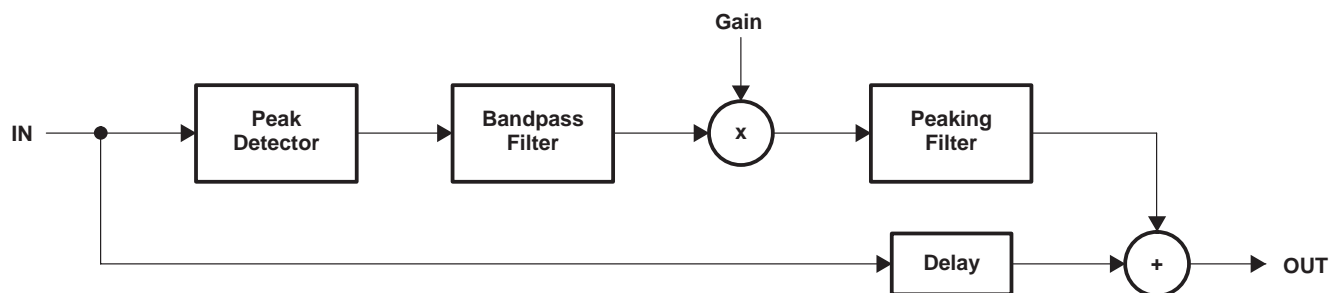 Gain
IN
Peak
Detector
Bandpass
Filter
x
Peaking
Filter
Delay
+
OUT